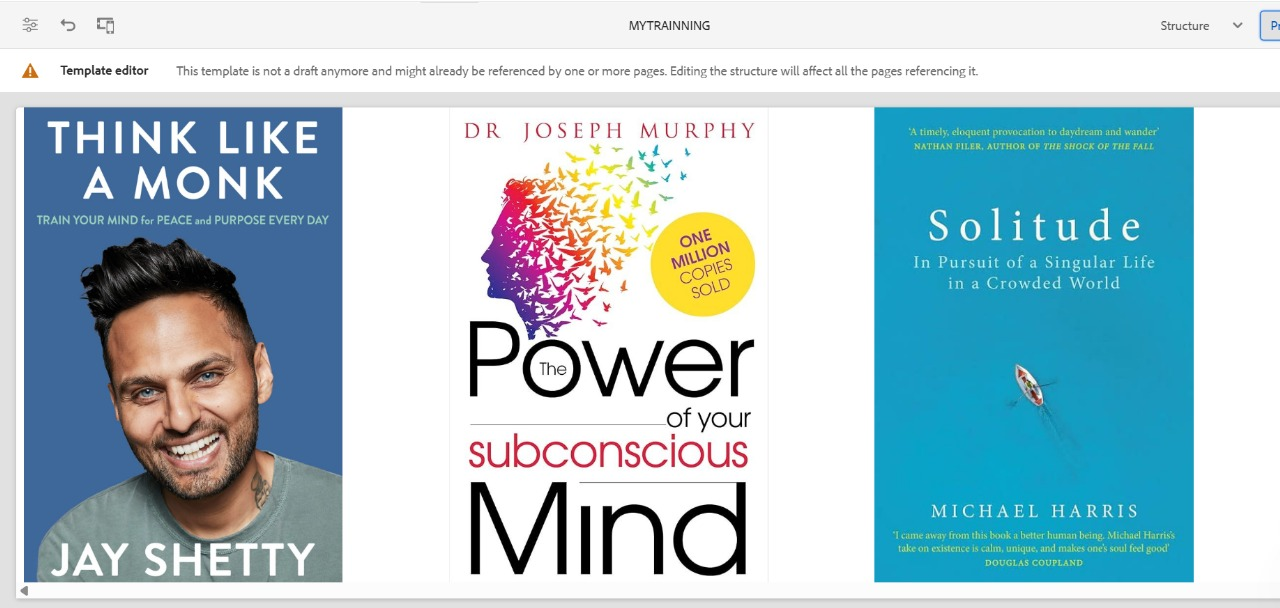 MYTRAINNING
Structure
Template editor
This template is not a draft anymore and might already be referenced by one or more pages. Editing the structure will affect all the pages referencing it.
THINK LIKE
A MONK
TRAIN YOUR MIND for PEACE and PURPOSE EVERY DAY
JAY SHETTY
DR JOSEPH MURPHY
ONE
MILLION
COPIES
SOLD
The
Power
of your
subconscious
Mind
'A timely, eloquent provocation to daydream and wander'
NATHAN FILER, AUTHOR OF THE SHOCK OF THE FALL
Solitude
In Pursuit of a Singular Life
in a Crowded World
MICHAEL HARRIS
'I came away from this book a better human being. Michael Harris's
take on existence is calm, unique, and makes one's soul feel good'
DOUGLAS COUPLAND